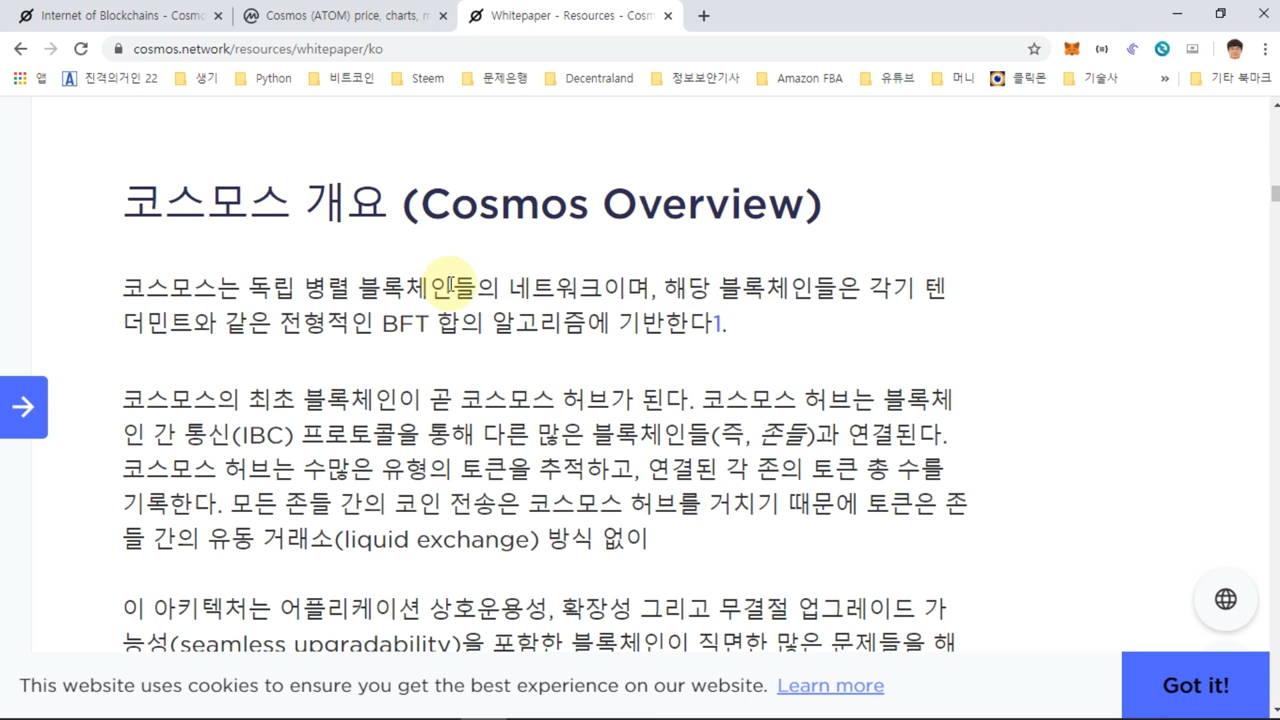 Internet of Blockchains - Cosmo
Cosmos (ATOM) price, charts, m
Whitepaper - Resources - Cosm
cosmos.network/resources/whitepaper/ko
앱
진격의거인 22
생기
Python
비트코인
Steem
문제은행
Decentraland
정보보안기사
Amazon FBA
유튜브
머니
클릭몬
기술사
»
기타 북마크
코스모스 개요 (Cosmos Overview)
코스모스는 독립 병렬 블록체인들의 네트워크이며, 해당 블록체인들은 각기 텐
더민트와 같은 전형적인 BFT 합의 알고리즘에 기반한다1.
코스모스의 최초 블록체인이 곧 코스모스 허브가 된다. 코스모스 허브는 블록체
인 간 통신(IBC) 프로토콜을 통해 다른 많은 블록체인들(즉, 존들)과 연결된다.
코스모스 허브는 수많은 유형의 토큰을 추적하고, 연결된 각 존의 토큰 총 수를
기록한다. 모든 존들 간의 코인 전송은 코스모스 허브를 거치기 때문에 토큰은 존
들 간의 유동 거래소(liquid exchange) 방식 없이
이 아키텍처는 어플리케이션 상호운용성, 확장성 그리고 무결절 업그레이드 가
능성(seamless upgradability)을 포함한 블록체인이 직면한 많은 문제들을 해
This website uses cookies to ensure you get the best experience on our website. Learn more
Got it!